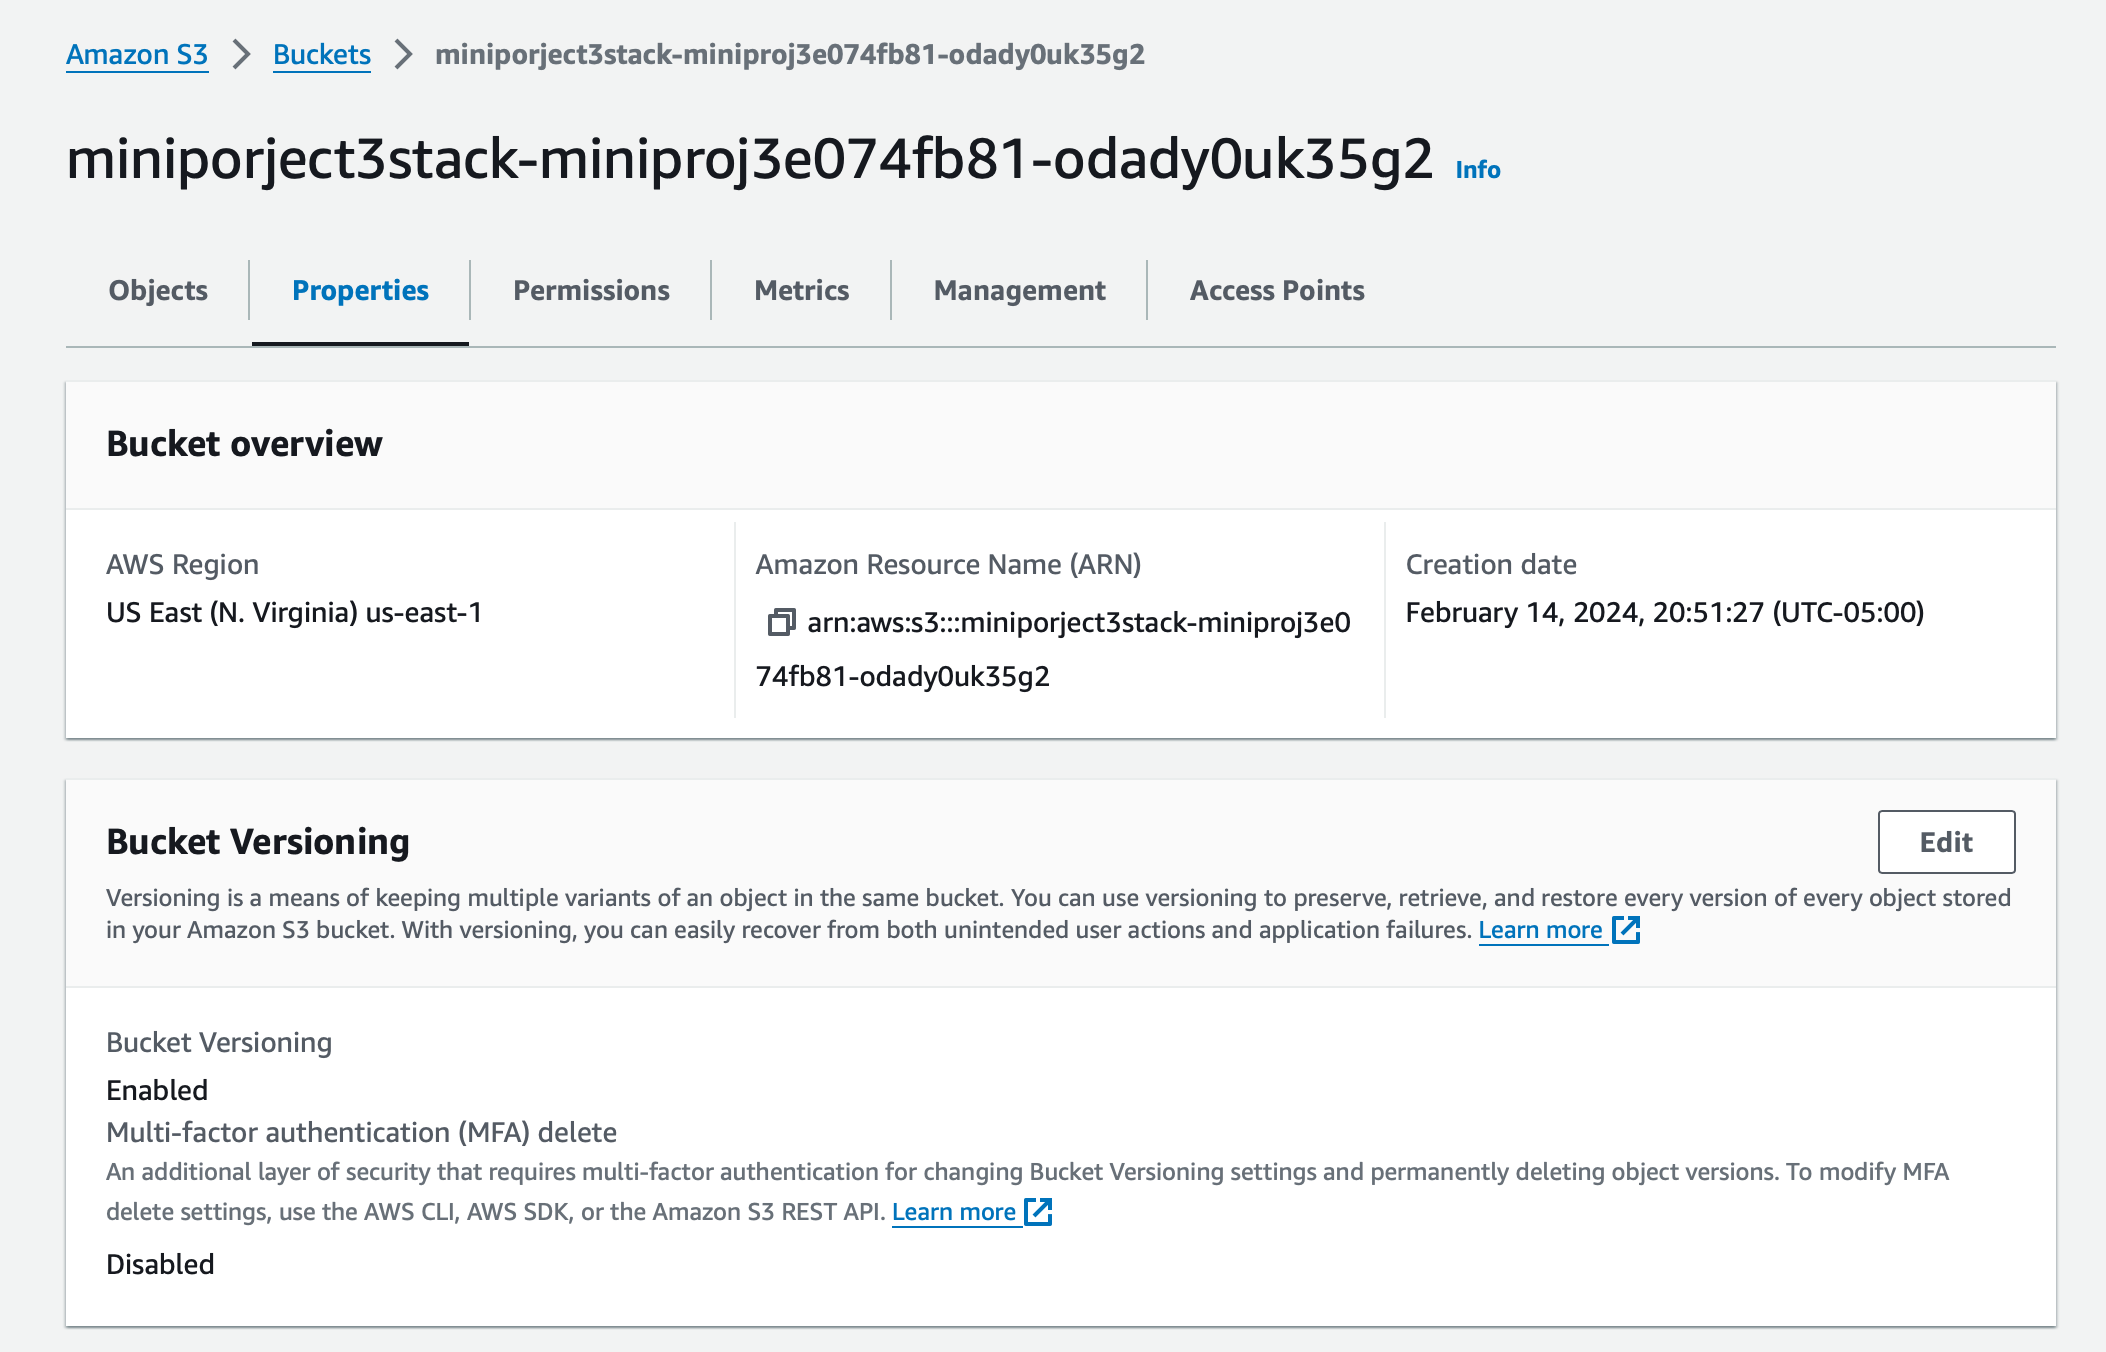 Amazon S3 > Buckets > miniporject3stack-miniproj3e074fb81-odady0uk35g2
miniporject3stack-miniproj3e074fb81-odady0uk35g2 Info
Objects Properties Permissions Metrics Management Access Points
Bucket overview
AWS Region
US East (N. Virginia) us-east-1
Amazon Resource Name (ARN)
arn:aws:s3:::miniporject3stack-miniproj3e0
74fb81-odady0uk35g2
Creation date
February 14, 2024, 20:51:27 (UTC-05:00)
Bucket Versioning
Edit
Versioning is a means of keeping multiple variants of an object in the same bucket. You can use versioning to preserve, retrieve, and restore every version of every object stored
in your Amazon S3 bucket. With versioning, you can easily recover from both unintended user actions and application failures. Learn more
Bucket Versioning
Enabled
Multi-factor authentication (MFA) delete
An additional layer of security that requires multi-factor authentication for changing Bucket Versioning settings and permanently deleting object versions. To modify MFA
delete settings, use the AWS CLI, AWS SDK, or the Amazon S3 REST API. Learn more
Disabled